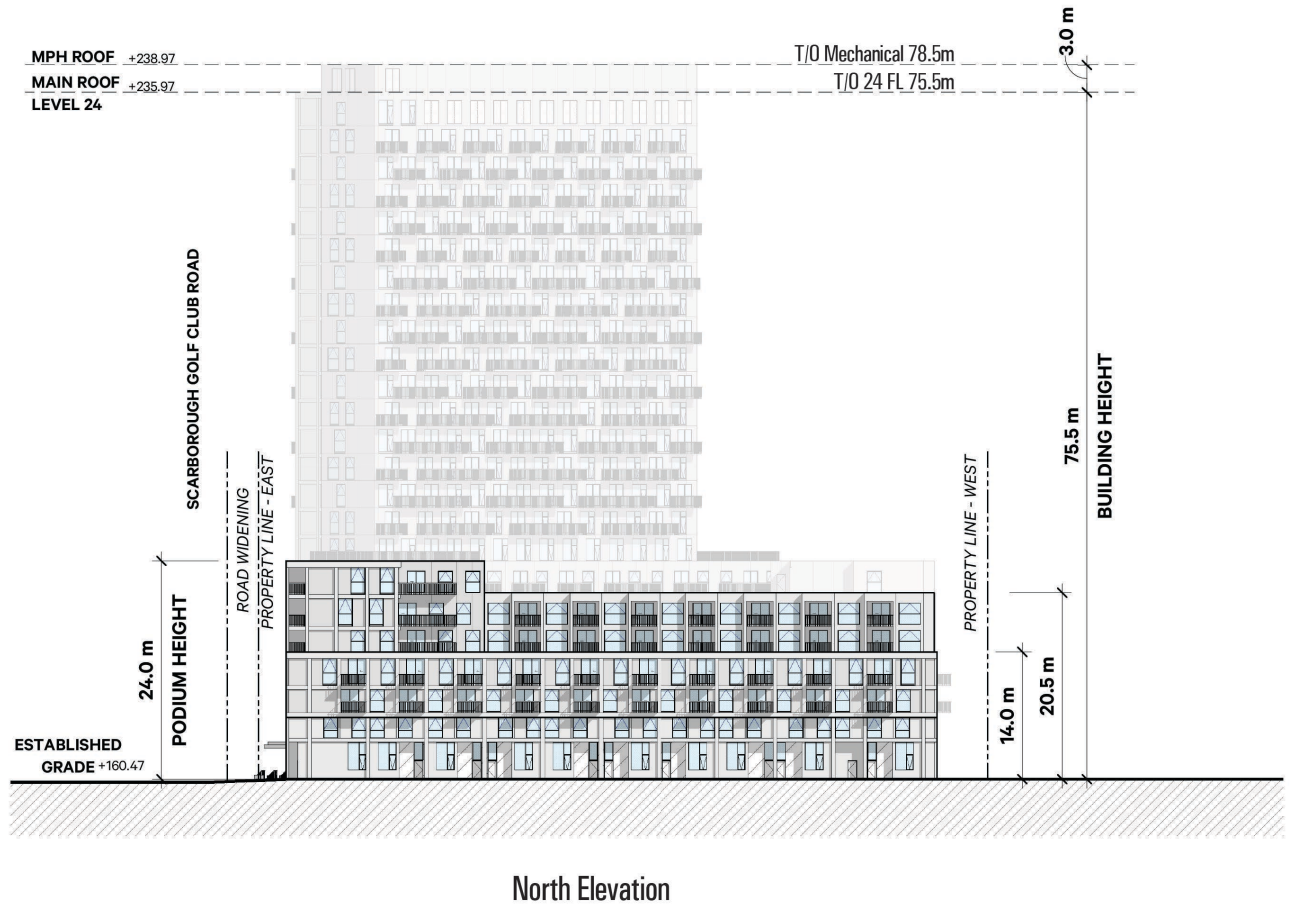 3.0 m
MPH ROOF +238.97
T/O Mechanical 78.5m
MAIN ROOF +235.97
T/O 24 FL 75.5m
LEVEL 24
SCARBOROUGH GOLF CLUB ROAD
ROAD WIDENING
PROPERTY LINE - EAST
PROPERTY LINE - WEST
75.5 m
BUILDING HEIGHT
24.0 m
PODIUM HEIGHT
14.0 m
20.5 m
ESTABLISHED
GRADE +160.47
North Elevation